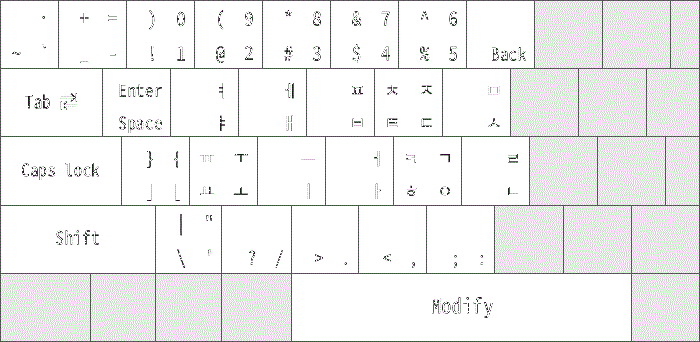 · + = ) 0 ( 9 * 8 & 7 ^ 6
~ ` _ - ! 1 @ 2 # 3 $ 4 % 5 Back
Tab Enter ㅕ ㅖ ㅍ ㅊ ㅈ ㅁ
Space ㅑ ㅐ ㅂ ㅌ ㄷ ㅅ
Caps lock } { ㅠ ㅜ ㅡ ㅓ ㅋ ㄱ ㄹ
] [ ㅛ ㅗ ㅣ ㅏ ㅎ ㅇ ㄴ
Shift | "
\ ' ? / > . < , ; :
Modify